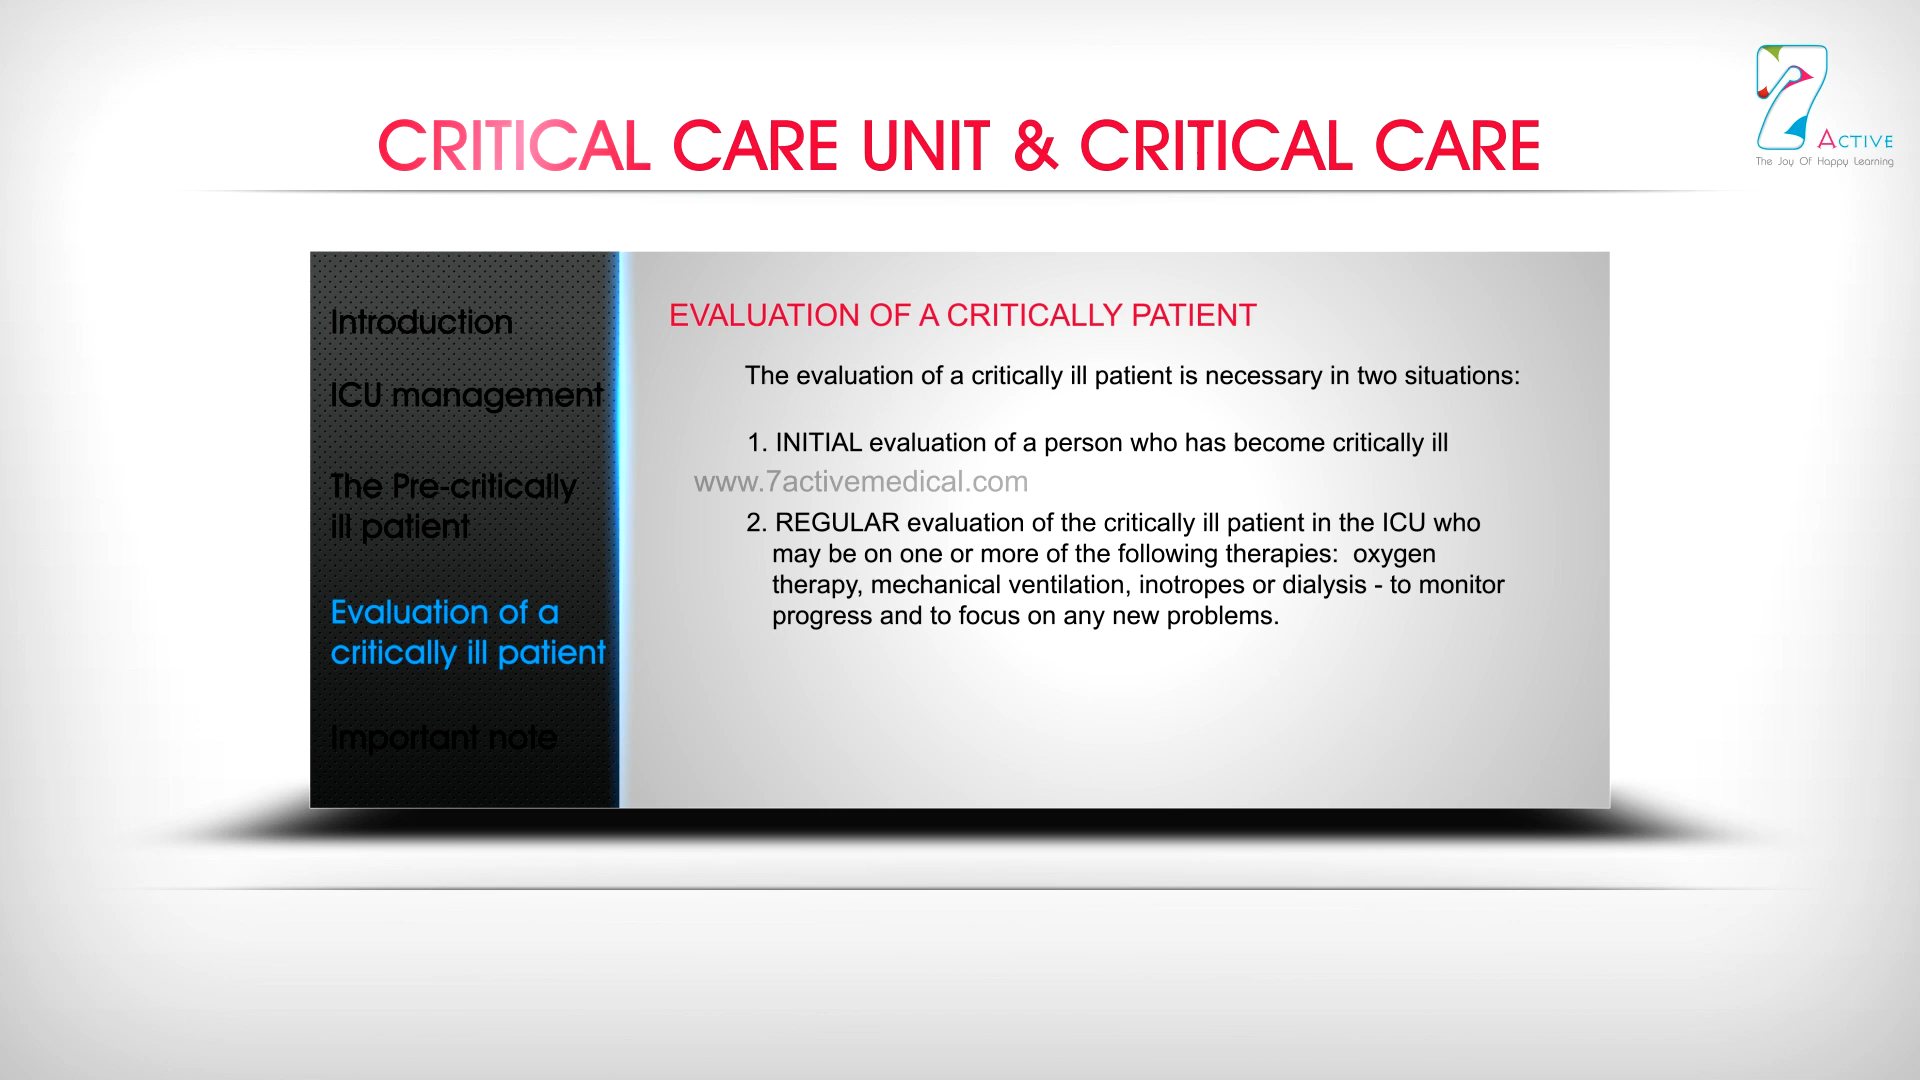 7 ACTIVE
The Joy Of Happy Learning
CRITICAL CARE UNIT & CRITICAL CARE
Introduction
ICU management
The Pre-critically
ill patient
Evaluation of a
critically ill patient
Important note
EVALUATION OF A CRITICALLY PATIENT
The evaluation of a critically ill patient is necessary in two situations:
1. INITIAL evaluation of a person who has become critically ill
www.7activemedical.com
2. REGULAR evaluation of the critically ill patient in the ICU who
may be on one or more of the following therapies:  oxygen
therapy, mechanical ventilation, inotropes or dialysis - to monitor
progress and to focus on any new problems.